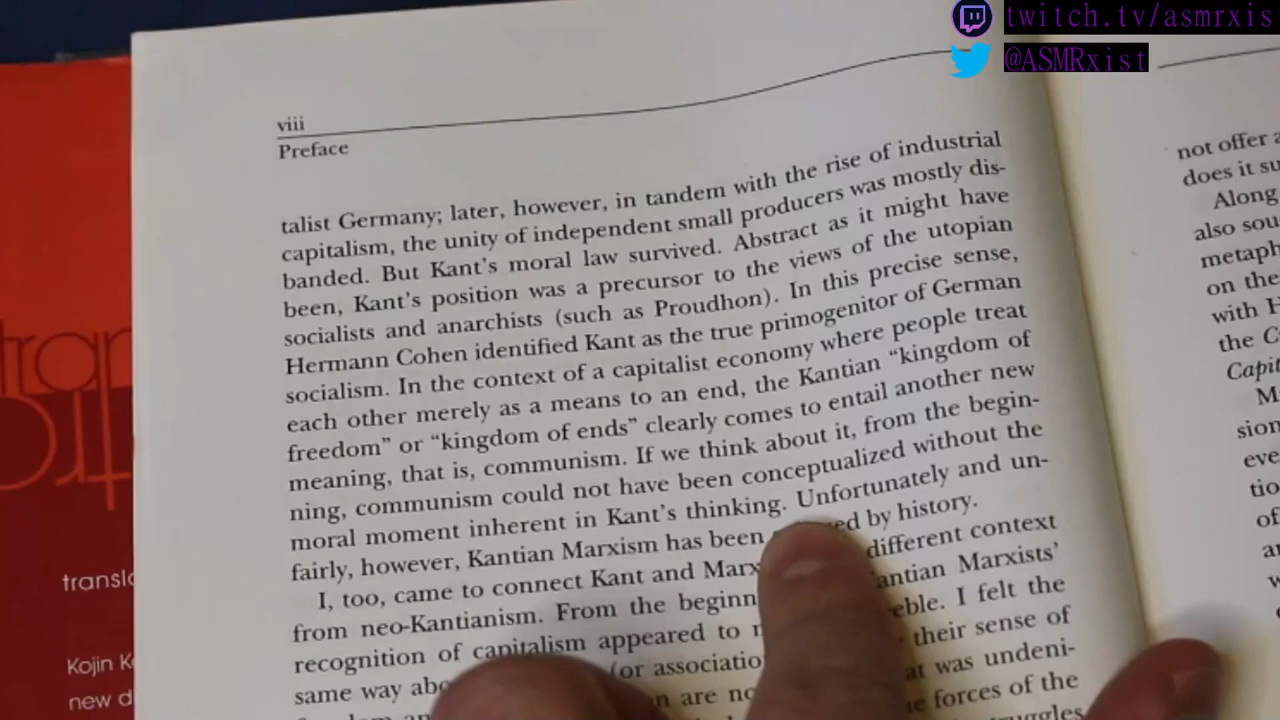 twitch.tv/asmrxis
@ASMRxist
viii
Preface
talist Germany; later, however, in tandem with the rise of industrial
capitalism, the unity of independent small producers was mostly dis-
banded. But Kant's moral law survived. Abstract as it might have
been, Kant's position was a precursor to the views of the utopian
socialists and anarchists (such as Proudhon). In this precise sense,
Hermann Cohen identified Kant as the true primogenitor of German
socialism. In the context of a capitalist economy where people treat
each other merely as a means to an end, the Kantian “kingdom of
freedom” or “kingdom of ends” clearly comes to entail another new
meaning, that is, communism. If we think about it, from the begin-
ning, communism could not have been conceptualized without the
moral moment inherent in Kant's thinking. Unfortunately and un-
fairly, however, Kantian Marxism has been ed by history.
I, too, came to connect Kant and Marx different context
from neo-Kantianism. From the beginn antian Marxists'
recognition of capitalism appeared to eble. I felt the
same way abo (or associatio their sense of
are no at was undeni-
forces of the
struggles
not offer a
does it su
Along
also sou
metaph
on the
with H
the C
Capit
M
sion
eve
tio
of
transl
Kojin K
new d